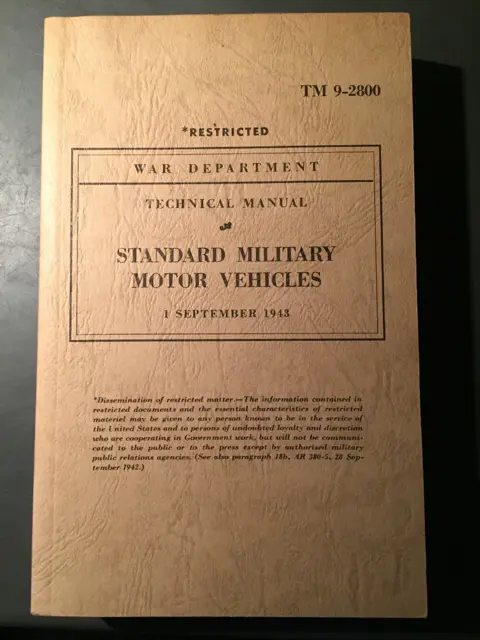 TM 9-2800
*RESTRICTED
WAR DEPARTMENT
TECHNICAL MANUAL
STANDARD MILITARY
MOTOR VEHICLES
1 SEPTEMBER 1943
*Dissemination of restricted matter.—The information contained in
restricted documents and the essential characteristics of restricted
materiel may be given to any person known to be in the service of
the United States and to persons of undoubted loyalty and discretion
who are cooperating in Government work, but will not be communi-
cated to the public or to the press except by authorized military
public relations agencies. (See also paragraph 18b, AR 380-5, 28 Sep-
tember 1942.)